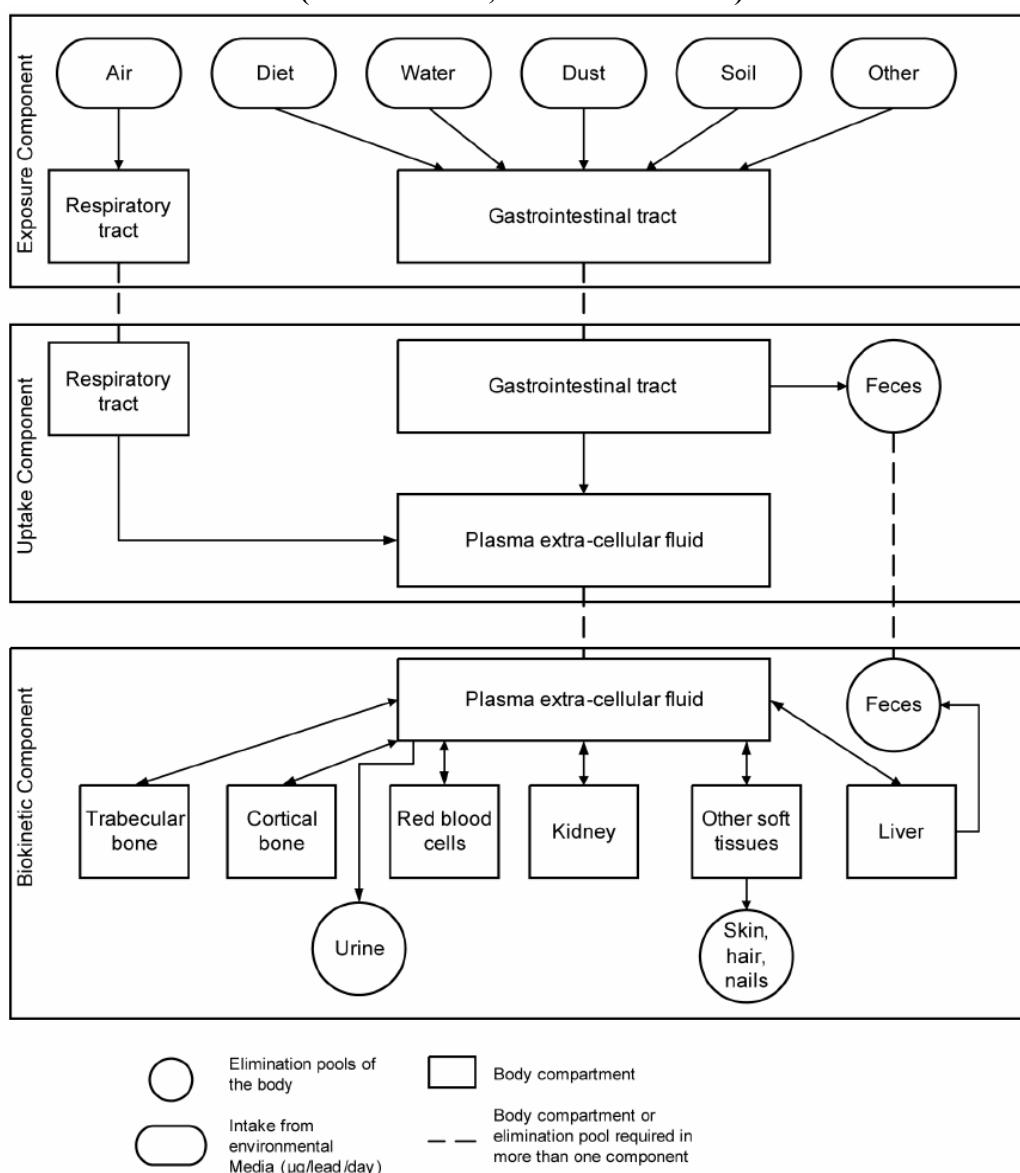 Exposure Component
Air
Diet
Water
Dust
Soil
Other
Respiratory
tract
Gastrointestinal tract
Uptake Component
Respiratory
tract
Gastrointestinal tract
Feces
Plasma extra-cellular fluid
Biokinetic Component
Plasma extra-cellular fluid
Feces
Trabecular
bone
Cortical
bone
Red blood
cells
Kidney
Other soft
tissues
Liver
Urine
Skin,
hair,
nails
Elimination pools of
the body
Body compartment
Intake from
environmental
Media (µg/lead/day)
Body compartment or
elimination pool required in
more than one component